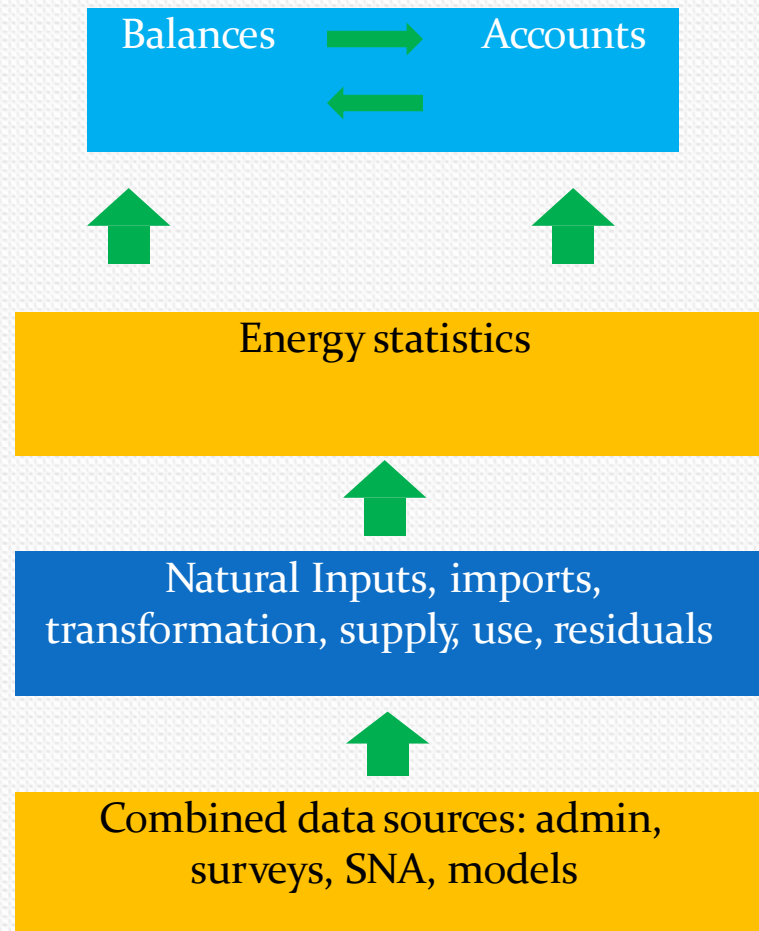 Balances Accounts
Energy statistics
Natural Inputs, imports,
transformation, supply, use, residuals
Combined data sources: admin,
surveys, SNA, models